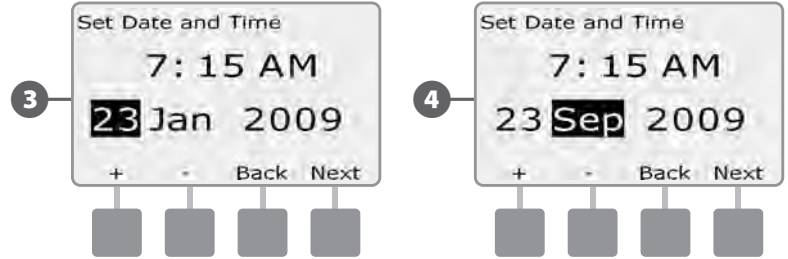 Set Date and Time
7:15 AM
3
23 Jan 2009
+ - Back Next
Set Date and Time
7:15 AM
4
23 Sep 2009
+ - Back Next